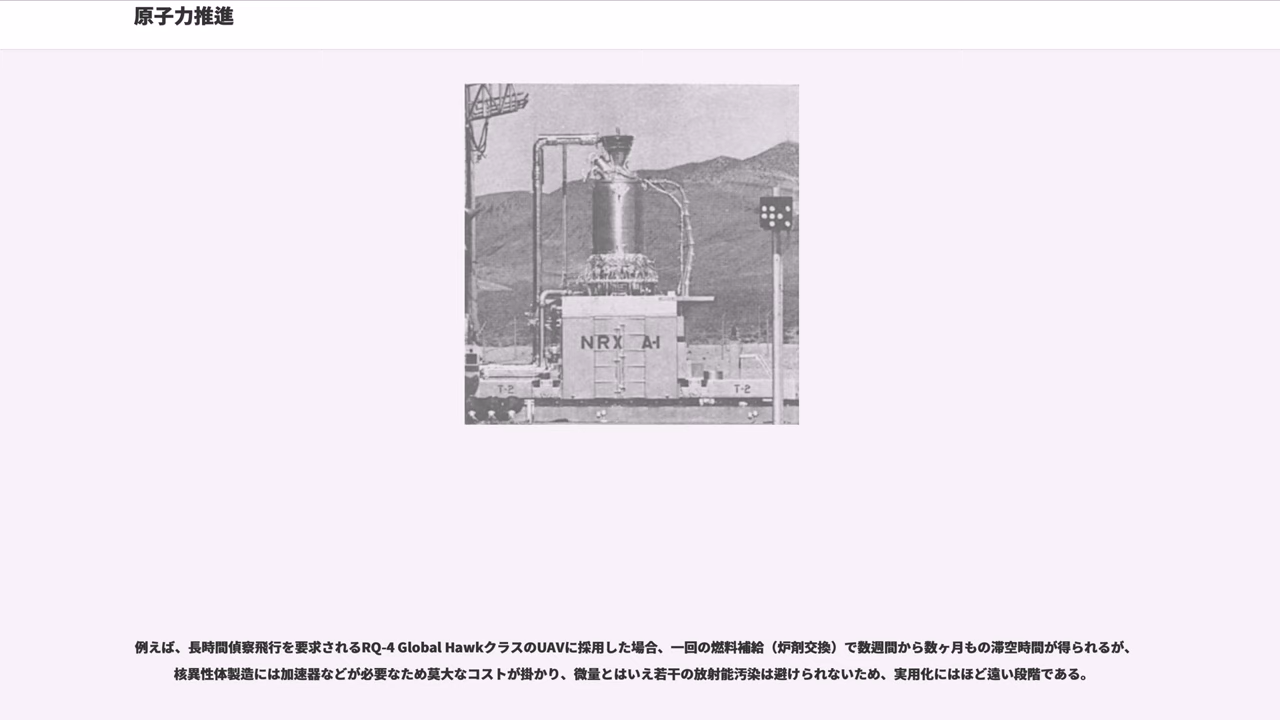 原子力推進
NRX A-1
T-2
T-2
例えば、長時間偵察飛行を要求されるRQ-4 Global HawkクラスのUAVに採用した場合、一回の燃料補給（炉剤交換）で数週間から数ヶ月もの滞空時間が得られるが、
核異性体製造には加速器などが必要なため莫大なコストが掛かり、微量とはいえ若干の放射能汚染は避けられないため、実用化にはほど遠い段階である。